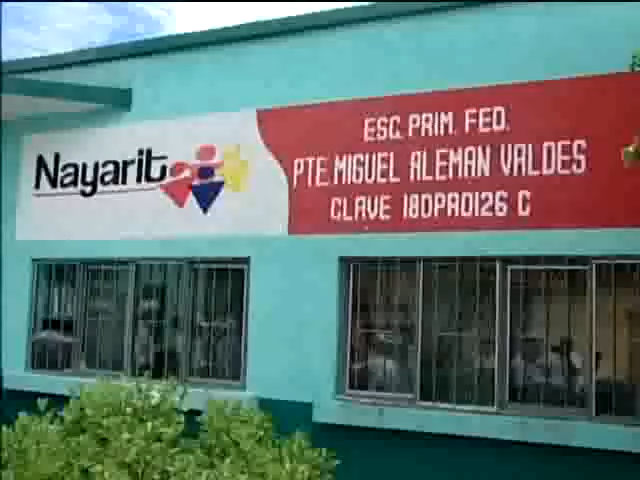 Nayarit
ESC. PRIM. FED.
PTE. MIGUEL ALEMAN VALDES
CLAVE 18DPR0126 C